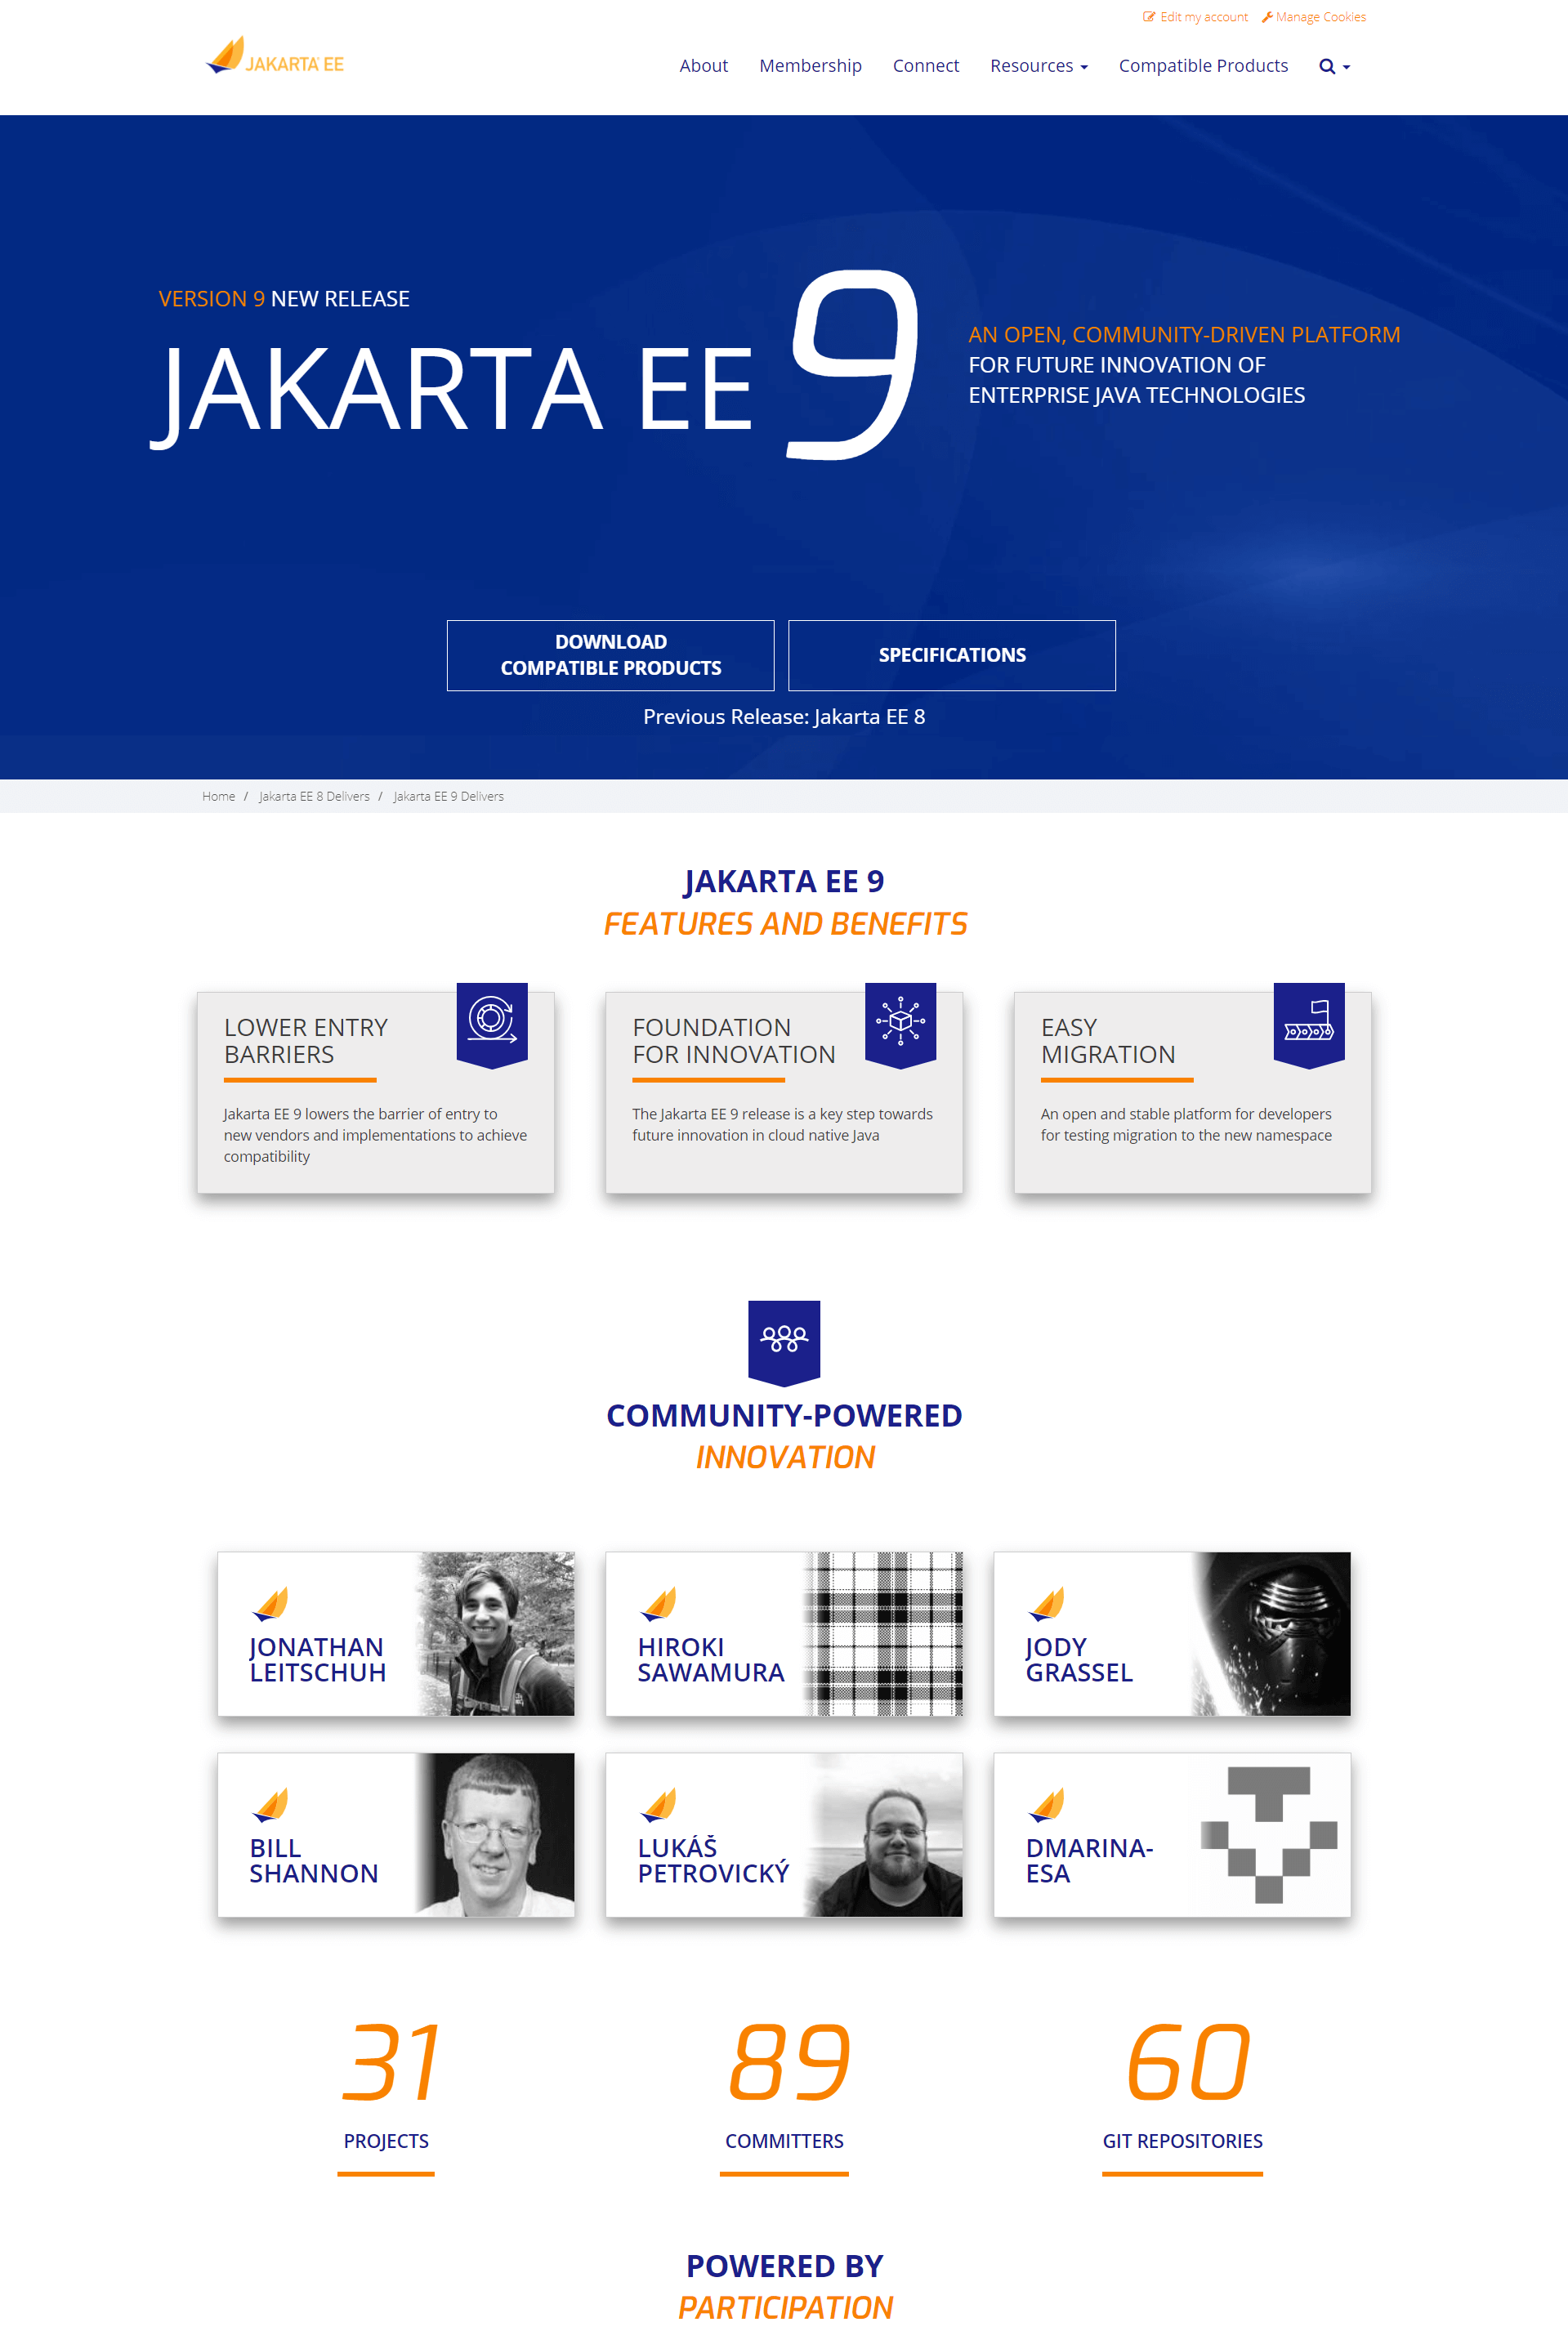 Edit my account
Manage Cookies
JAKARTA EE
About
Membership
Connect
Resources
Compatible Products
VERSION 9 NEW RELEASE
JAKARTA EE 9
AN OPEN, COMMUNITY-DRIVEN PLATFORM
FOR FUTURE INNOVATION OF
ENTERPRISE JAVA TECHNOLOGIES
DOWNLOAD
COMPATIBLE PRODUCTS
SPECIFICATIONS
Previous Release: Jakarta EE 8
Home / Jakarta EE 8 Delivers / Jakarta EE 9 Delivers
JAKARTA EE 9
FEATURES AND BENEFITS
LOWER ENTRY
BARRIERS
Jakarta EE 9 lowers the barrier of entry to
new vendors and implementations to achieve
compatibility
FOUNDATION
FOR INNOVATION
The Jakarta EE 9 release is a key step towards
future innovation in cloud native Java
EASY
MIGRATION
An open and stable platform for developers
for testing migration to the new namespace
COMMUNITY-POWERED
INNOVATION
JONATHAN
LEITSCHUH
HIROKI
SAWAMURA
JODY
GRASSEL
BILL
SHANNON
LUKÁŠ
PETROVICKÝ
DMARINA-
ESA
31
PROJECTS
89
COMMITTERS
60
GIT REPOSITORIES
POWERED BY
PARTICIPATION